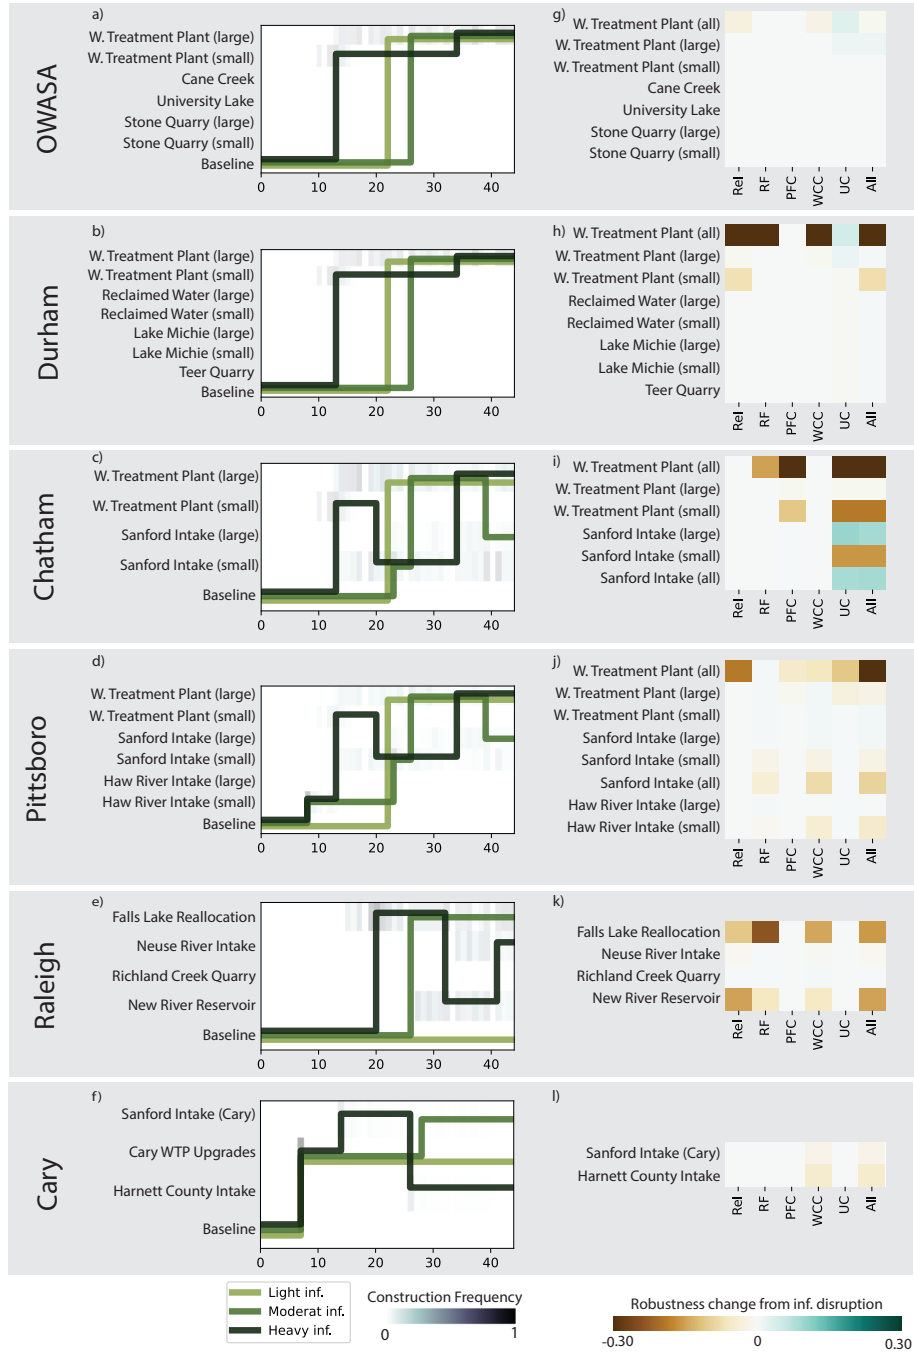 OWASA
a)
W. Treatment Plant (large)
W. Treatment Plant (small)
Cane Creek
University Lake
Stone Quarry (large)
Stone Quarry (small)
Baseline
0 10 20 30 40
g)
W. Treatment Plant (all)
W. Treatment Plant (large)
W. Treatment Plant (small)
Cane Creek
University Lake
Stone Quarry (large)
Stone Quarry (small)
Rel RF PFC WCC UC All
Durham
b)
W. Treatment Plant (large)
W. Treatment Plant (small)
Reclaimed Water (large)
Reclaimed Water (small)
Lake Michie (large)
Lake Michie (small)
Teer Quarry
Baseline
0 10 20 30 40
h)
W. Treatment Plant (all)
W. Treatment Plant (large)
W. Treatment Plant (small)
Reclaimed Water (large)
Reclaimed Water (small)
Lake Michie (large)
Lake Michie (small)
Teer Quarry
Rel RF PFC WCC UC All
Chatham
c)
W. Treatment Plant (large)
W. Treatment Plant (small)
Sanford Intake (large)
Sanford Intake (small)
Baseline
0 10 20 30 40
i)
W. Treatment Plant (all)
W. Treatment Plant (large)
W. Treatment Plant (small)
Sanford Intake (large)
Sanford Intake (small)
Sanford Intake (all)
Rel RF PFC WCC UC All
Pittsboro
d)
W. Treatment Plant (large)
W. Treatment Plant (small)
Sanford Intake (large)
Sanford Intake (small)
Haw River Intake (large)
Haw River Intake (small)
Baseline
0 10 20 30 40
j)
W. Treatment Plant (all)
W. Treatment Plant (large)
W. Treatment Plant (small)
Sanford Intake (large)
Sanford Intake (small)
Sanford Intake (all)
Haw River Intake (large)
Haw River Intake (small)
Rel RF PFC WCC UC All
Raleigh
e)
Falls Lake Reallocation
Neuse River Intake
Richland Creek Quarry
New River Reservoir
Baseline
0 10 20 30 40
k)
Falls Lake Reallocation
Neuse River Intake
Richland Creek Quarry
New River Reservoir
Rel RF PFC WCC UC All
Cary
f)
Sanford Intake (Cary)
Cary WTP Upgrades
Harnett County Intake
Baseline
0 10 20 30 40
l)
Sanford Intake (Cary)
Harnett County Intake
Rel RF PFC WCC UC All
Light inf.
Moderat inf.
Heavy inf.
Construction Frequency
0 1
Robustness change from inf. disruption
-0.30 0 0.30